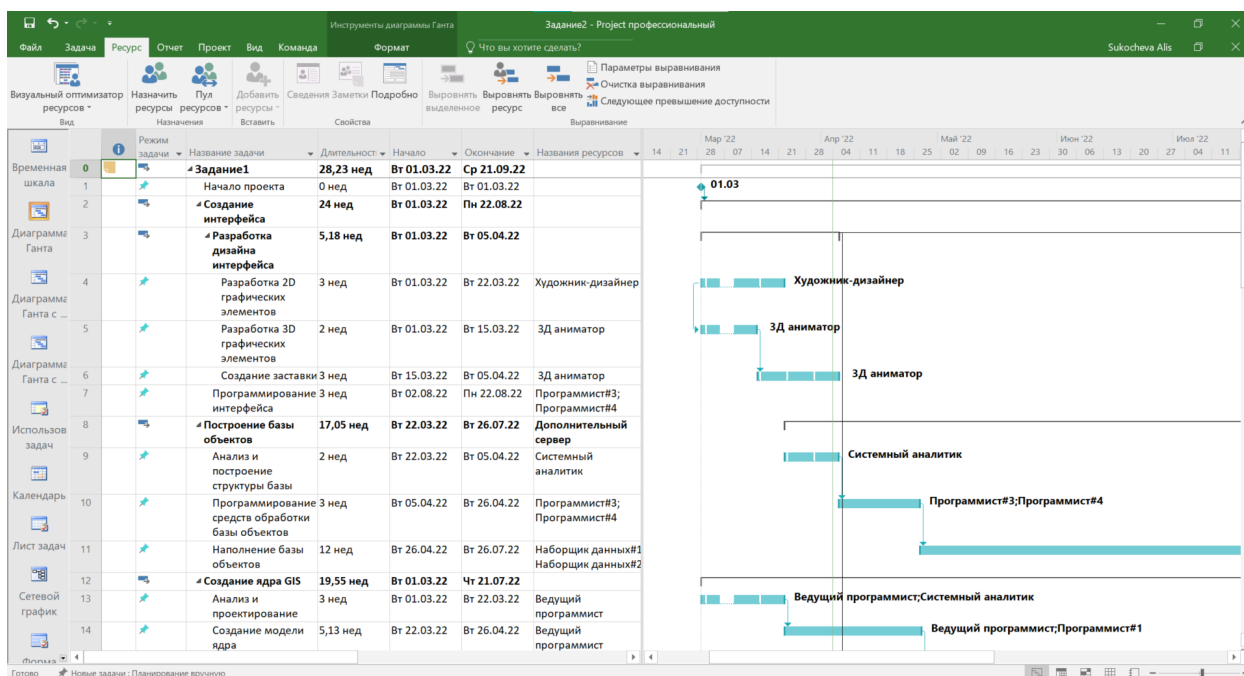 Инструменты диаграммы Ганта
Задание2 - Project профессиональный
Файл Задача Ресурс Отчет Проект Вид Команда Формат Что вы хотите сделать? Sukocheva Alis
Визуальный оптимизатор ресурсов
Назначить ресурсы
Пул ресурсов
Добавить ресурсы
Сведения Заметки Подробно
Выровнять выделенное
Выровнять ресурс
Выровнять все
Параметры выравнивания
Очистка выравнивания
Следующее превышение доступности
Вид Назначения Вставить Свойства Выравнивание
Временная шкала
Диаграмма Ганта
Диаграмма Ганта с ...
Диаграмма Ганта с ...
Использов задач
Календарь
Лист задач
Сетевой график
Форма
Режим задачи Название задачи Длительност Начало Окончание Названия ресурсов
0 Задание1 28,23 нед Вт 01.03.22 Ср 21.09.22
1 Начало проекта 0 нед Вт 01.03.22 Вт 01.03.22
2 Создание интерфейса 24 нед Вт 01.03.22 Пн 22.08.22
3 Разработка дизайна интерфейса 5,18 нед Вт 01.03.22 Вт 05.04.22
4 Разработка 2D графических элементов 3 нед Вт 01.03.22 Вт 22.03.22 Художник-дизайнер
5 Разработка 3D графических элементов 2 нед Вт 01.03.22 Вт 15.03.22 3Д аниматор
6 Создание заставки 3 нед Вт 15.03.22 Вт 05.04.22 3Д аниматор
7 Программирование интерфейса 3 нед Вт 02.08.22 Пн 22.08.22 Программист#3; Программист#4
8 Построение базы объектов 17,05 нед Вт 22.03.22 Вт 26.07.22 Дополнительный сервер
9 Анализ и построение структуры базы 2 нед Вт 22.03.22 Вт 05.04.22 Системный аналитик
10 Программирование средств обработки базы объектов 3 нед Вт 05.04.22 Вт 26.04.22 Программист#3; Программист#4
11 Наполнение базы объектов 12 нед Вт 26.04.22 Вт 26.07.22 Наборщик данных#1 Наборщик данных#2
12 Создание ядра GIS 19,55 нед Вт 01.03.22 Чт 21.07.22
13 Анализ и проектирование 3 нед Вт 01.03.22 Вт 22.03.22 Ведущий программист
14 Создание модели ядра 5,13 нед Вт 22.03.22 Вт 26.04.22 Ведущий программист
Мар '22 Апр '22 Май '22 Июн '22 Июл '22
14 21 28 07 14 21 28 04 11 18 25 02 09 16 23 30 06 13 20 27 04 11
01.03
Художник-дизайнер
3Д аниматор
3Д аниматор
Системный аналитик
Программист#3;Программист#4
Ведущий программист;Системный аналитик
Ведущий программист;Программист#1
Готово Новые задачи : Планирование вручную